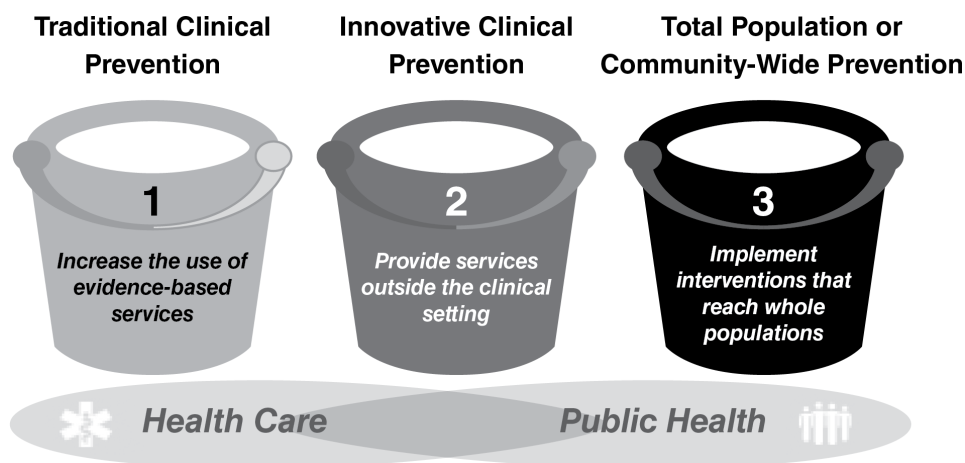 Traditional Clinical
Prevention
Innovative Clinical
Prevention
Total Population or
Community-Wide Prevention
1
Increase the use of
evidence-based
services
2
Provide services
outside the clinical
setting
3
Implement
interventions that
reach whole
populations
Health Care
Public Health